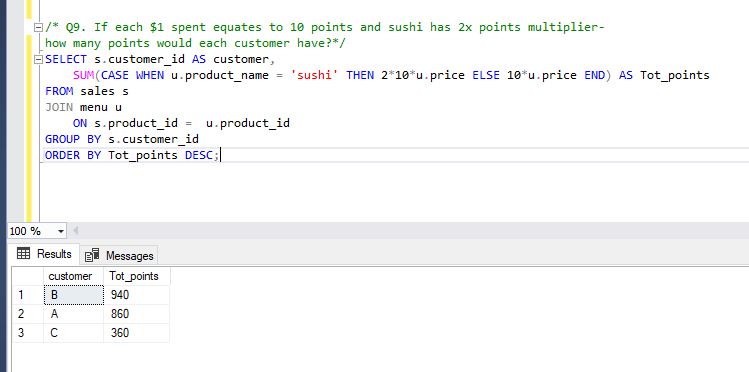 /* Q9. If each $1 spent equates to 10 points and sushi has 2x points multiplier-
how many points would each customer have?*/
SELECT s.customer_id AS customer,
SUM(CASE WHEN u.product_name = 'sushi' THEN 2*10*u.price ELSE 10*u.price END) AS Tot_points
FROM sales s
JOIN menu u
ON s.product_id = u.product_id
GROUP BY s.customer_id
ORDER BY Tot_points DESC;
100 %
Results Messages
customer Tot_points
1 B 940
2 A 860
3 C 360